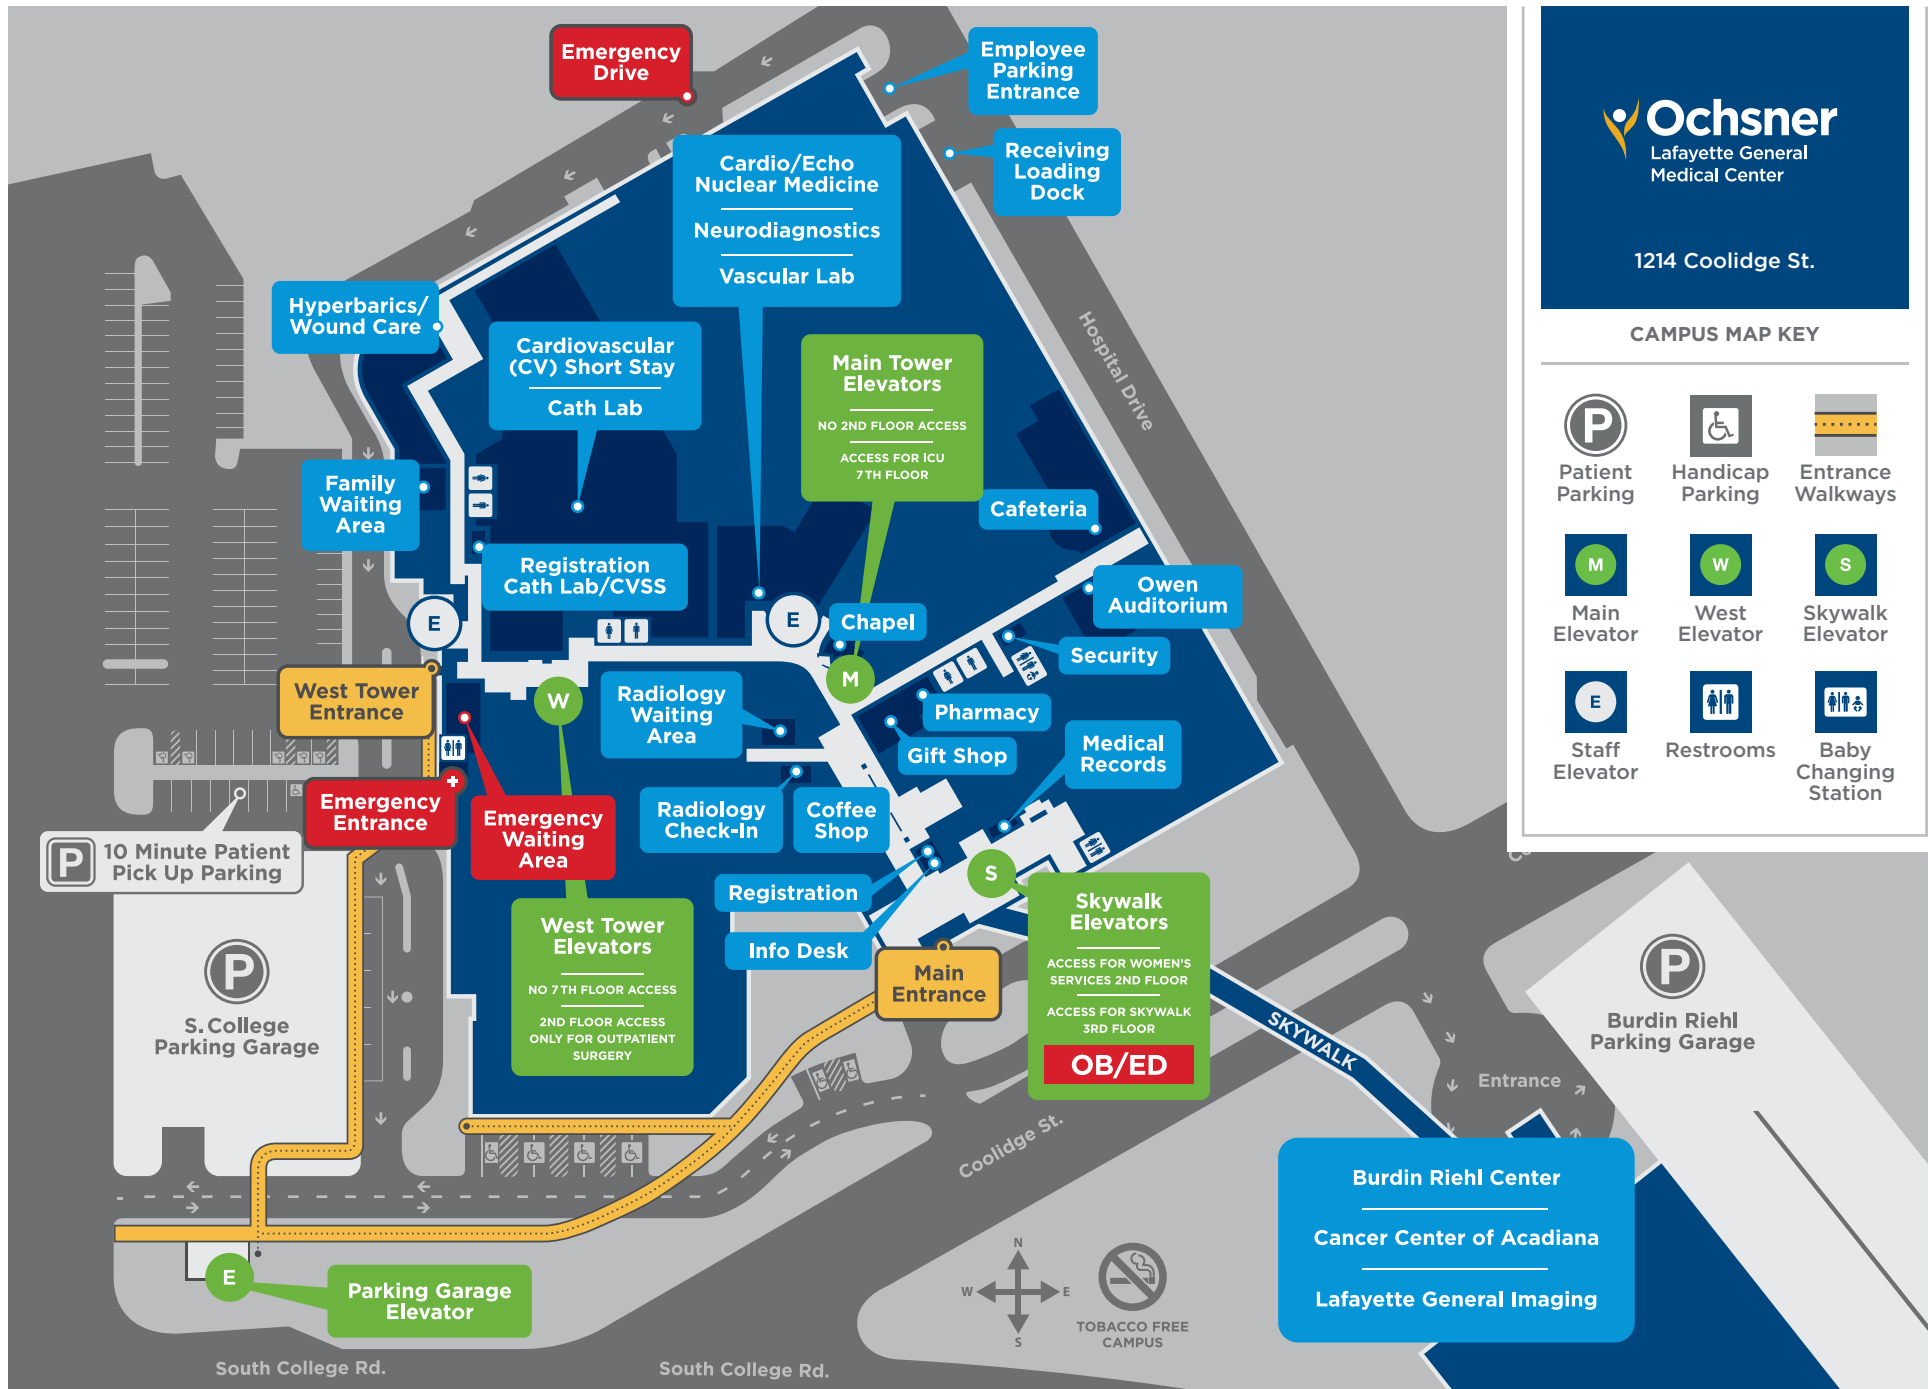 Emergency
Drive
Employee
Parking
Entrance
Receiving
Loading
Dock
Cardio/Echo
Nuclear Medicine
Neurodiagnostics
Vascular Lab
Hyperbarics/
Wound Care
Cardiovascular
(CV) Short Stay
Cath Lab
Main Tower
Elevators
NO 2ND FLOOR ACCESS
ACCESS FOR ICU
7TH FLOOR
Hospital Drive
Family
Waiting
Area
Cafeteria
Registration
Cath Lab/CVSS
Owen
Auditorium
E
E
Chapel
Security
M
West Tower
Entrance
W
Radiology
Waiting
Area
Pharmacy
Gift Shop
Medical
Records
Emergency
Entrance
Emergency
Waiting
Area
Radiology
Check-In
Coffee
Shop
P
10 Minute Patient
Pick Up Parking
S
Registration
Info Desk
West Tower
Elevators
NO 7TH FLOOR ACCESS
2ND FLOOR ACCESS
ONLY FOR OUTPATIENT
SURGERY
Skywalk
Elevators
ACCESS FOR WOMEN'S
SERVICES 2ND FLOOR
ACCESS FOR SKYWALK
3RD FLOOR
OB/ED
Main
Entrance
P
S. College
Parking Garage
SKYWALK
P
Burdin Riehl
Parking Garage
Entrance
Coolidge St.
Burdin Riehl Center
Cancer Center of Acadiana
Lafayette General Imaging
E
Parking Garage
Elevator
N
W
E
S
TOBACCO FREE
CAMPUS
South College Rd.
South College Rd.
Ochsner
Lafayette General
Medical Center
1214 Coolidge St.
CAMPUS MAP KEY
P
Patient
Parking
Handicap
Parking
Entrance
Walkways
M
Main
Elevator
W
West
Elevator
S
Skywalk
Elevator
E
Staff
Elevator
Restrooms
Baby
Changing
Station